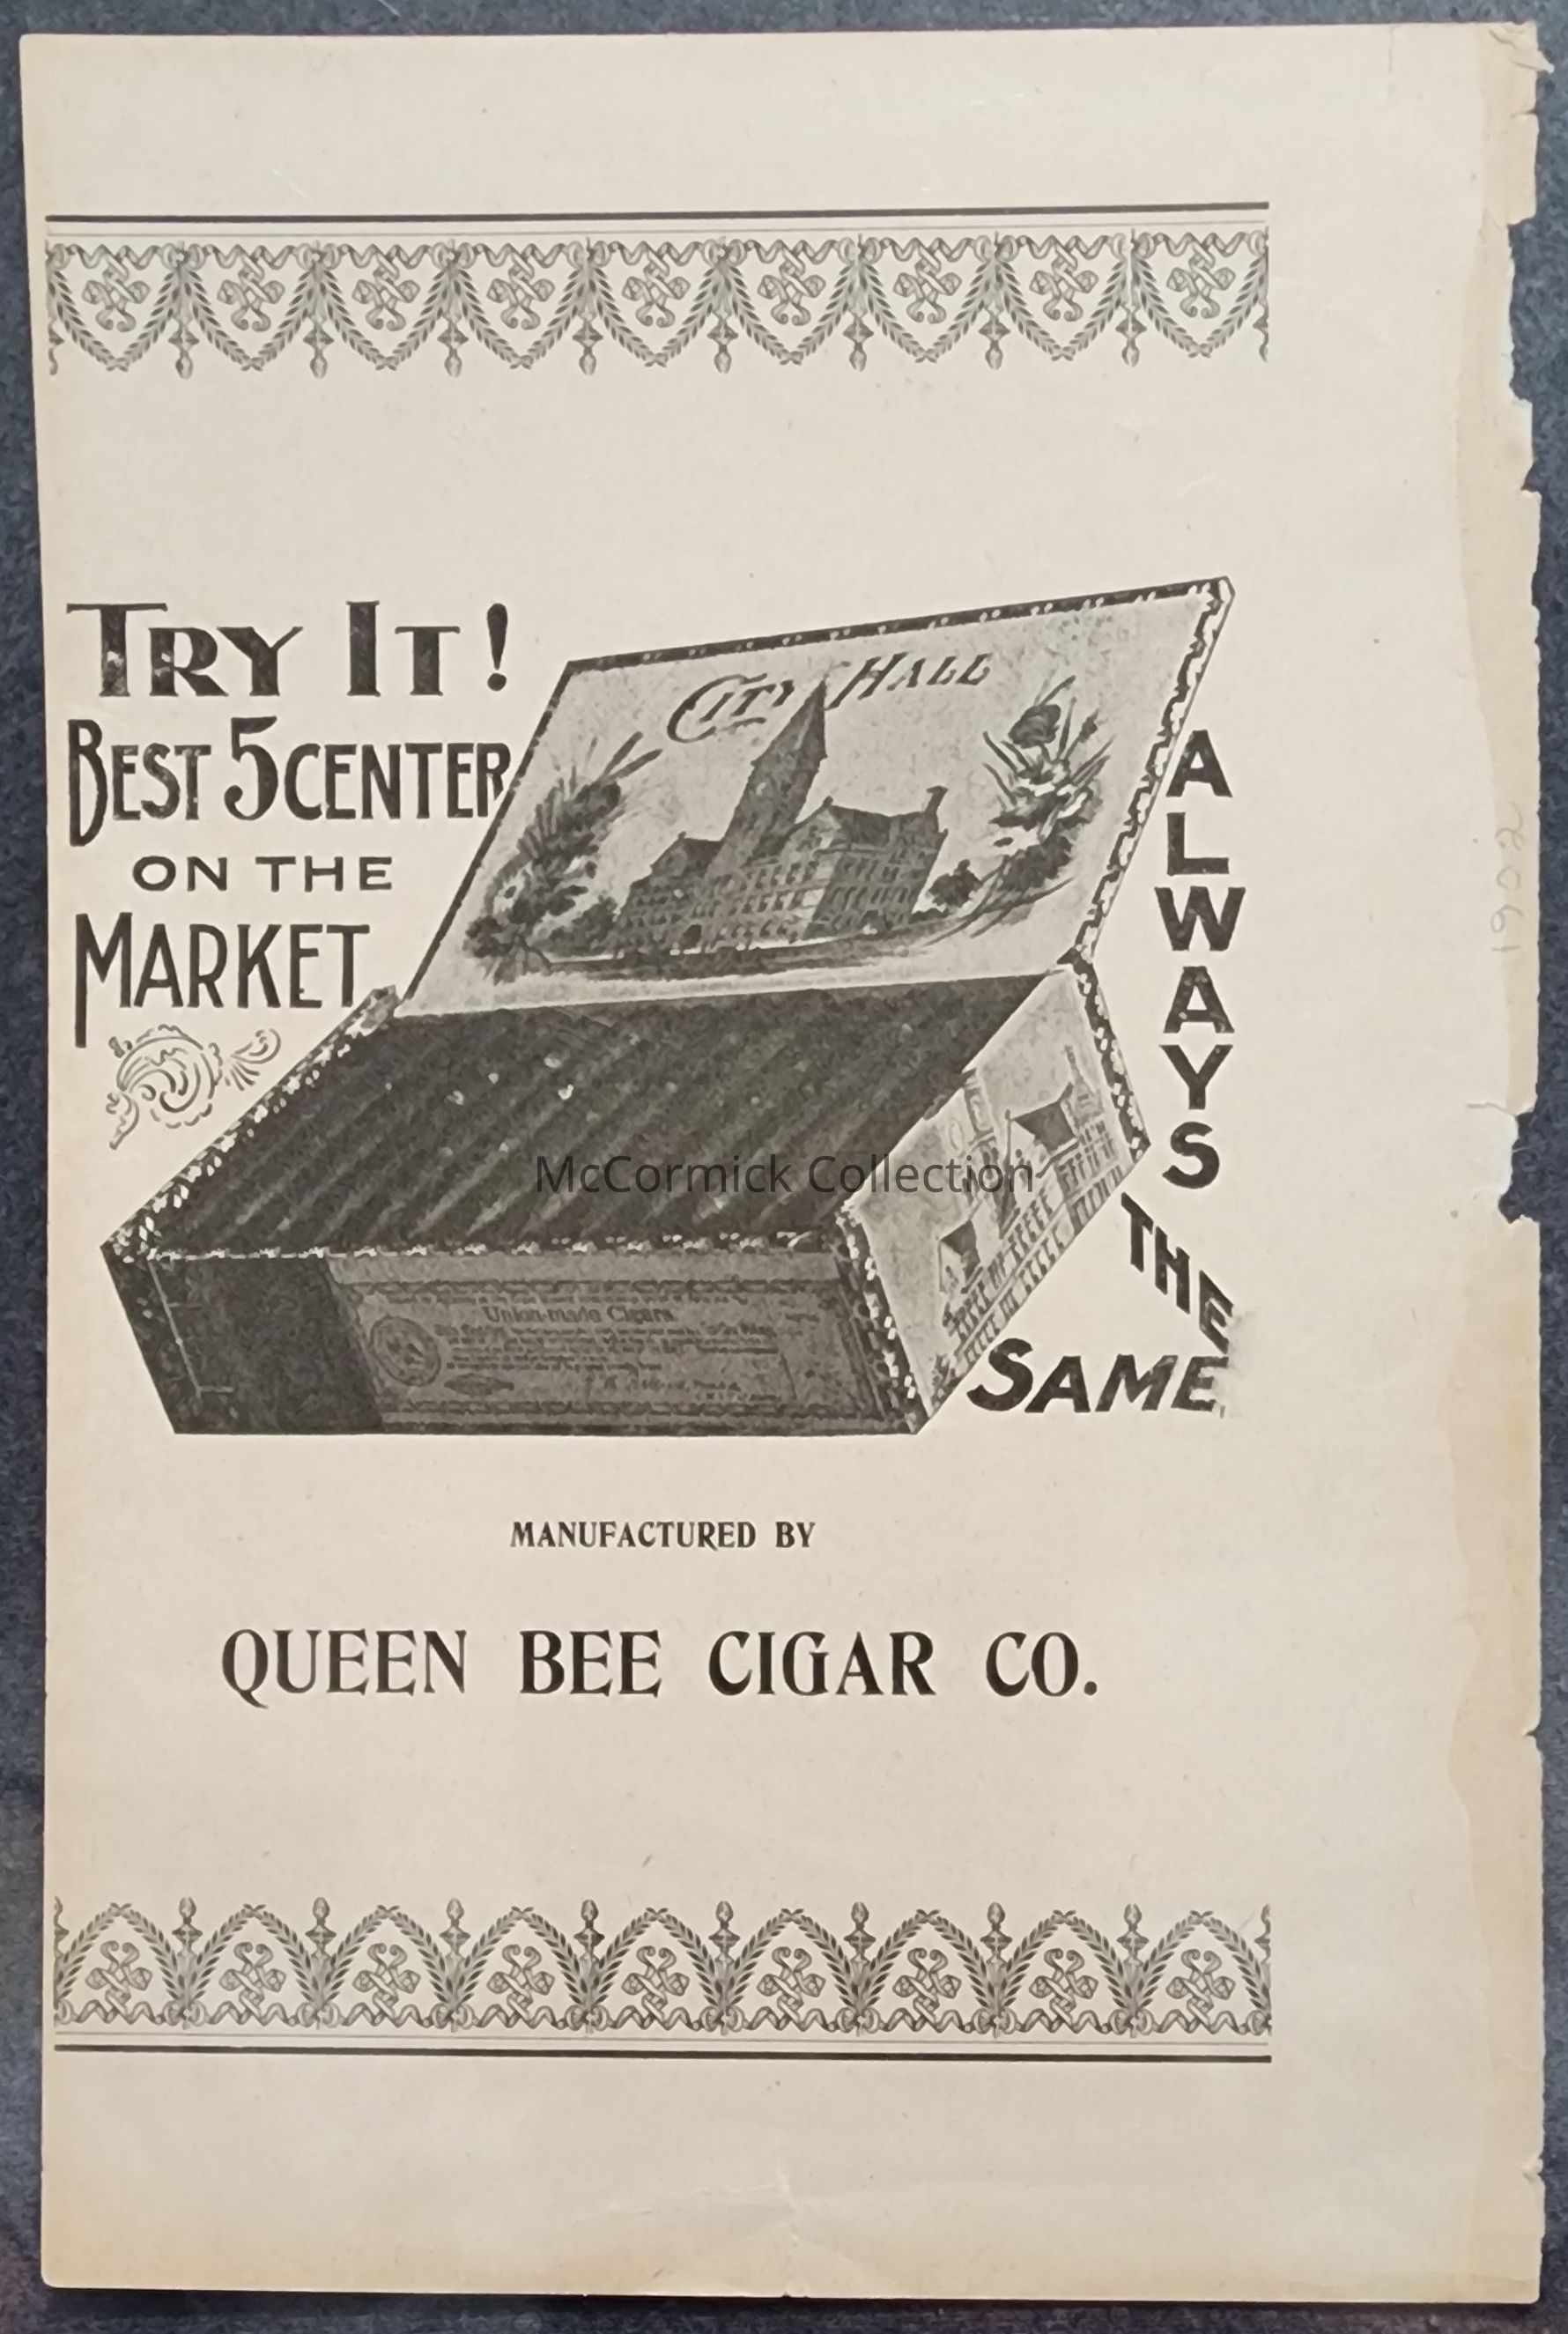 TRY IT!
BEST 5CENTER
ON THE
MARKET
CITY HALL
ALWAYS
THE
SAME
Union-made Cigars
McCormick Collection
MANUFACTURED BY
QUEEN BEE CIGAR CO.
1902